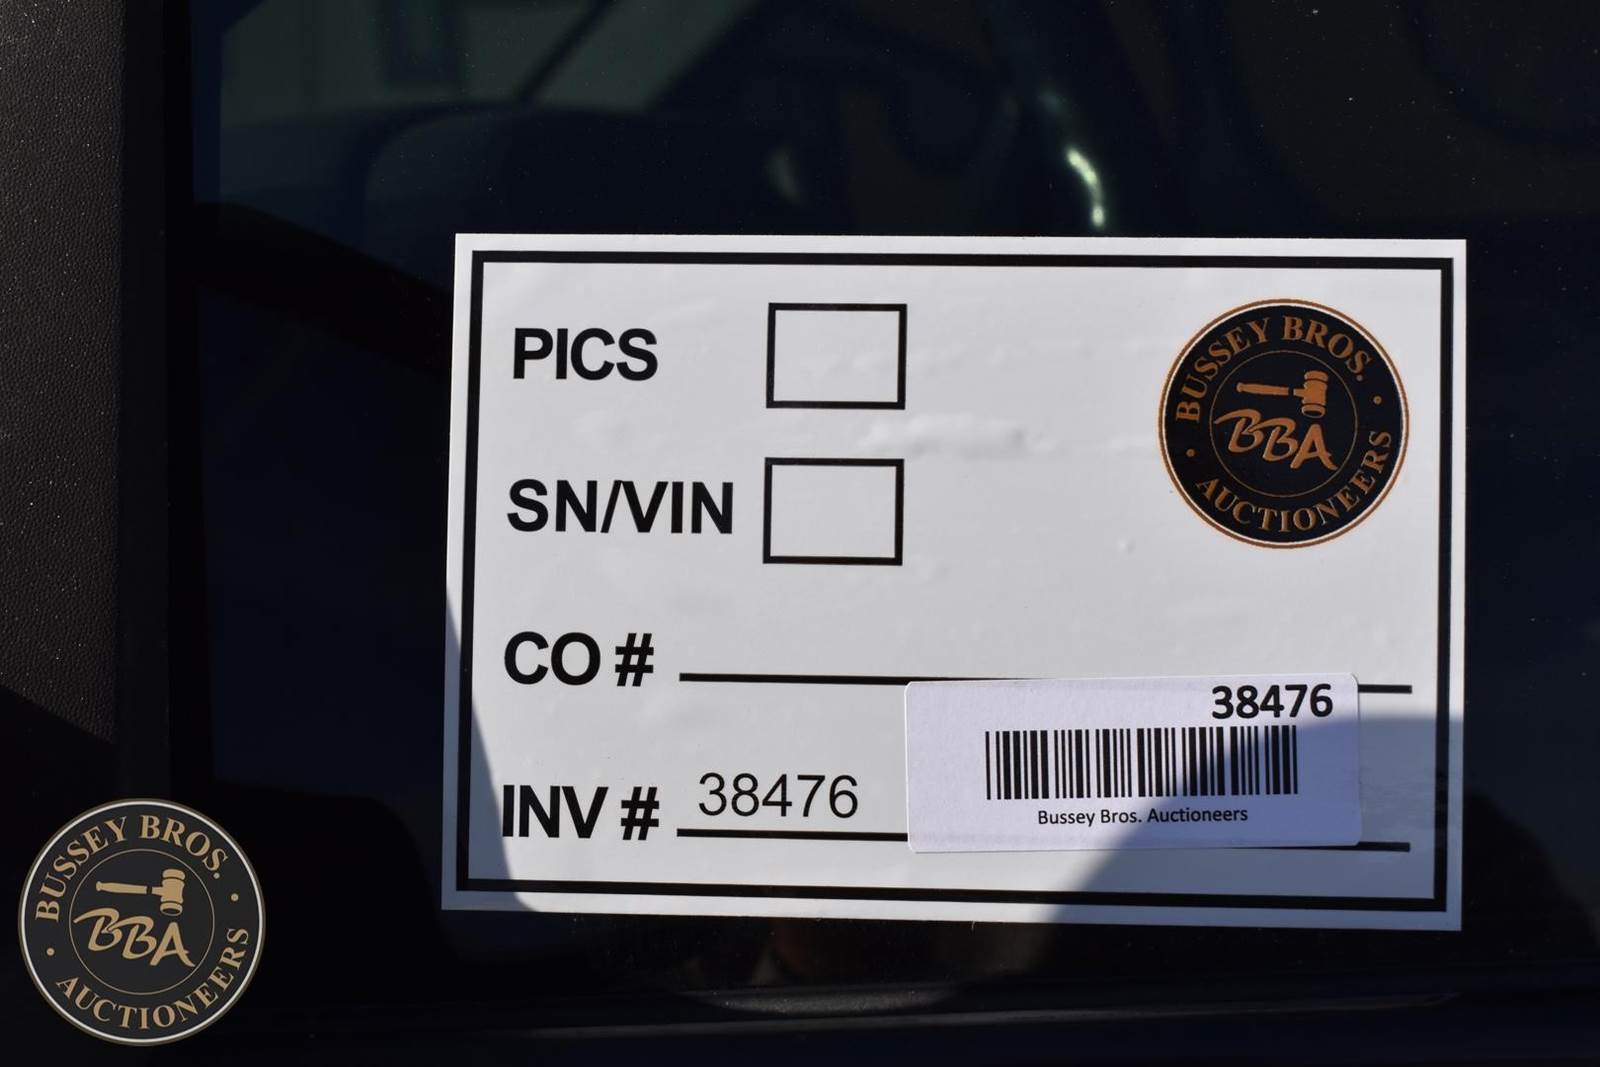 PICS
SN/VIN
CO #
INV # 38476
BUSSEY BROS.
BBA
AUCTIONEERS
38476
Bussey Bros. Auctioneers
BUSSEY BROS.
BBA
AUCTIONEERS